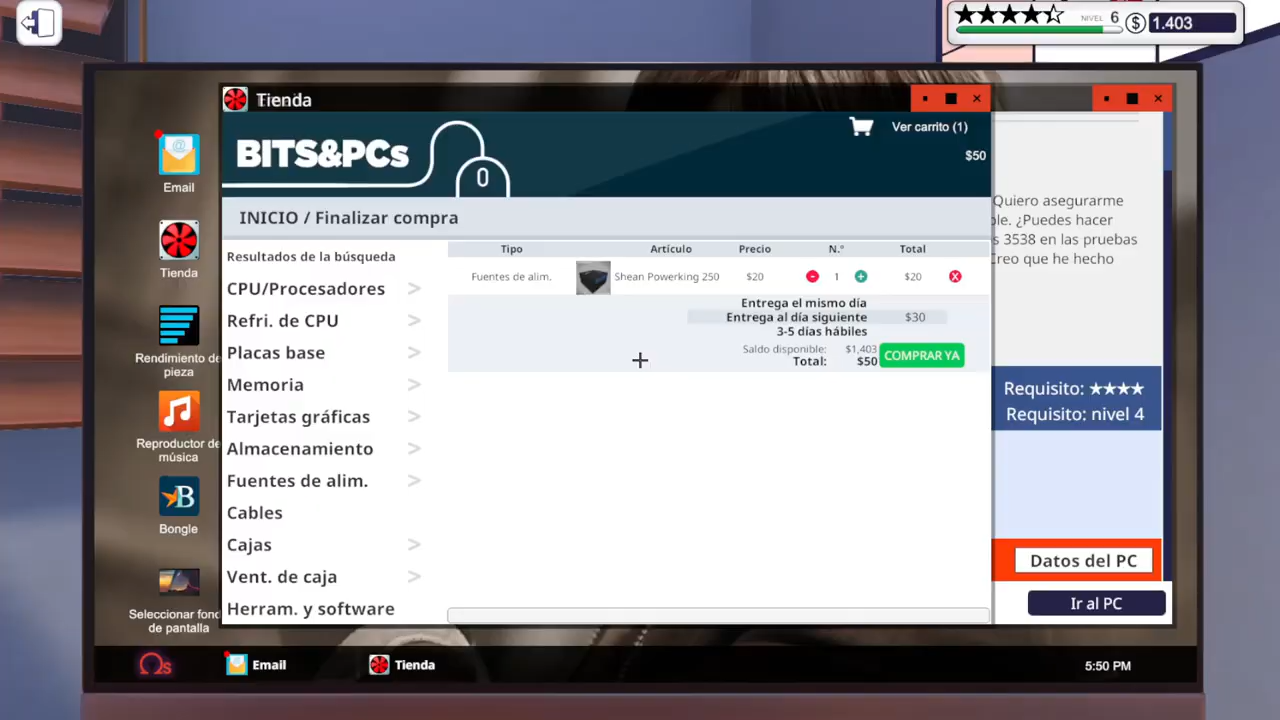 NIVEL 6 $ 1.403
Tienda
BITS&PCs
Ver carrito (1)
$50
INICIO / Finalizar compra
Resultados de la búsqueda
CPU/Procesadores >
Refri. de CPU >
Placas base >
Memoria >
Tarjetas gráficas >
Almacenamiento >
Fuentes de alim. >
Cables
Cajas >
Vent. de caja >
Herram. y software
Tipo Artículo Precio N.º Total
Fuentes de alim. Shean Powerking 250 $20 1 $20
Entrega el mismo día
Entrega al día siguiente $30
3-5 días hábiles
Saldo disponible: $1,403
Total: $50
COMPRAR YA
Email
Tienda
Rendimiento de
pieza
Reproductor de
música
B
Bongle
Seleccionar fond
de pantalla
Quiero asegurarme
ble. ¿Puedes hacer
s 3538 en las pruebas
Creo que he hecho
Requisito: ★★★★
Requisito: nivel 4
Datos del PC
Ir al PC
Ωs
Email
Tienda
5:50 PM